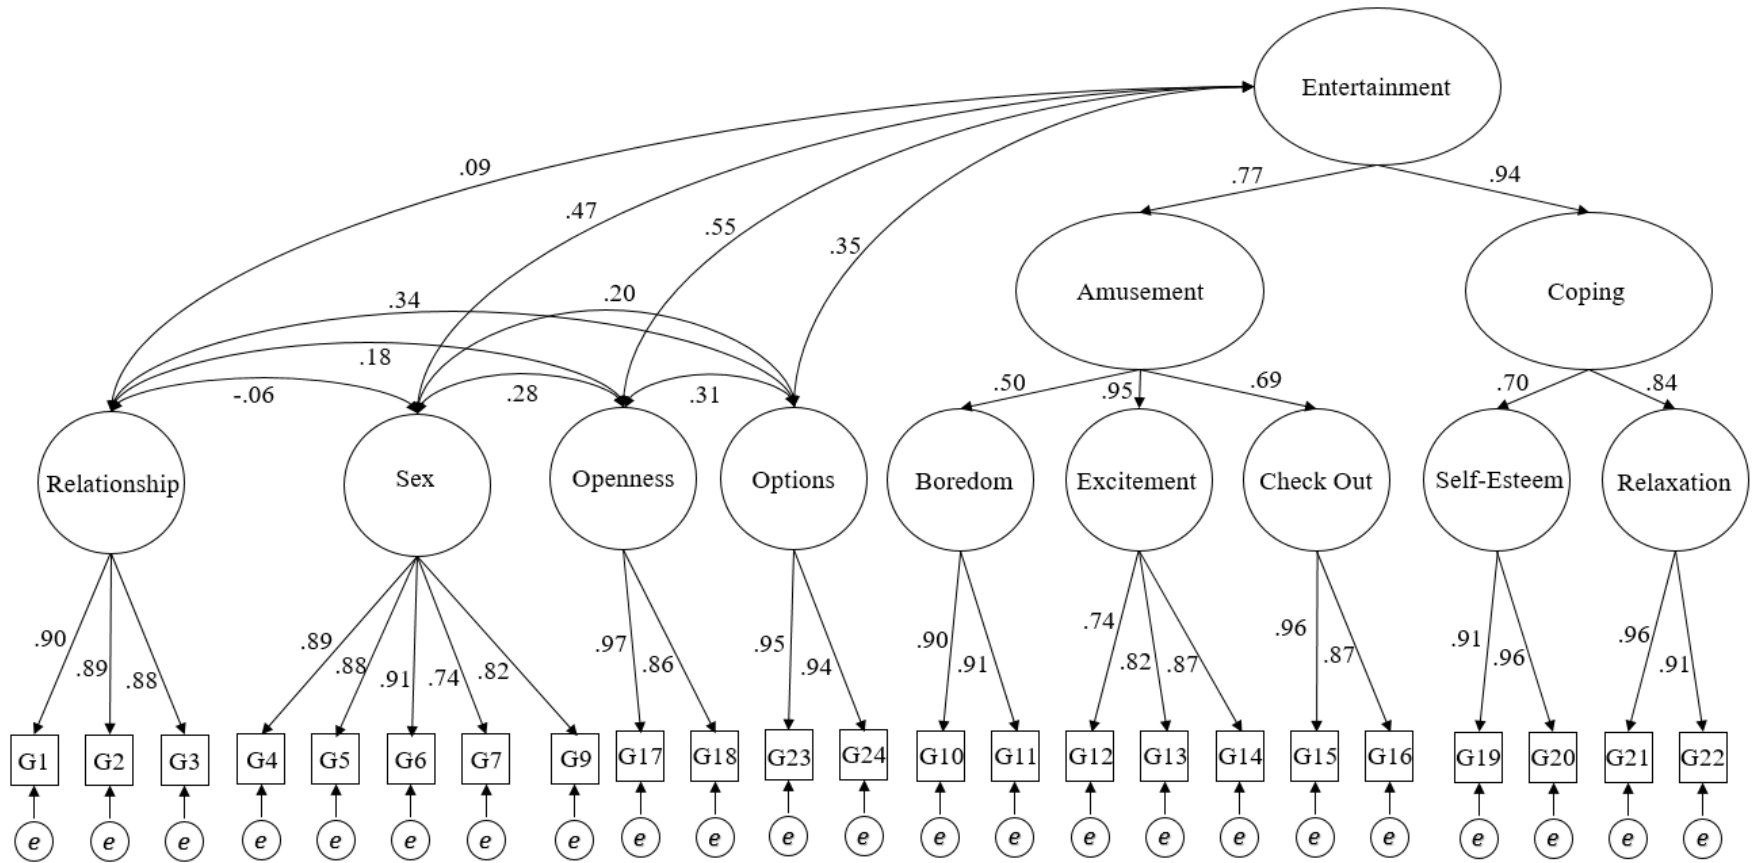 Entertainment
.09
.77
.94
.47
.55
.35
.34
.20
Amusement
Coping
.18
-.06
.28
.31
.50
.95
.69
.70
.84
Relationship
Sex
Openness
Options
Boredom
Excitement
Check Out
Self-Esteem
Relaxation
.90
.89
.88
.89
.88
.91
.74
.82
.97
.86
.95
.94
.90
.91
.74
.82
.87
.96
.87
.91
.96
.96
.91
G1 G2 G3 G4 G5 G6 G7 G9 G17 G18 G23 G24 G10 G11 G12 G13 G14 G15 G16 G19 G20 G21 G22
e e e e e e e e e e e e e e e e e e e e e e e